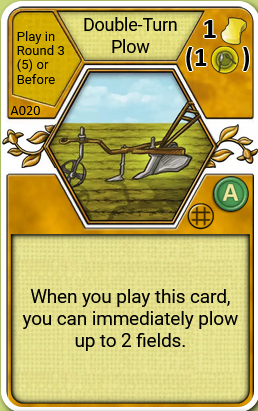 Play in
Round 3
(5) or
Before
A020
Double-Turn
Plow
1
(1 )
A
When you play this card,
you can immediately plow
up to 2 fields.